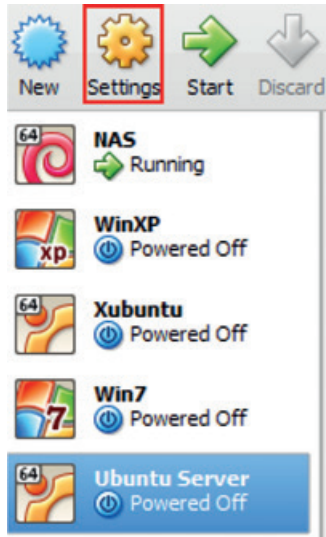 New Settings Start Discard
64
NAS
Running
xp
WinXP
Powered Off
64
Xubuntu
Powered Off
7
Win7
Powered Off
64
Ubuntu Server
Powered Off